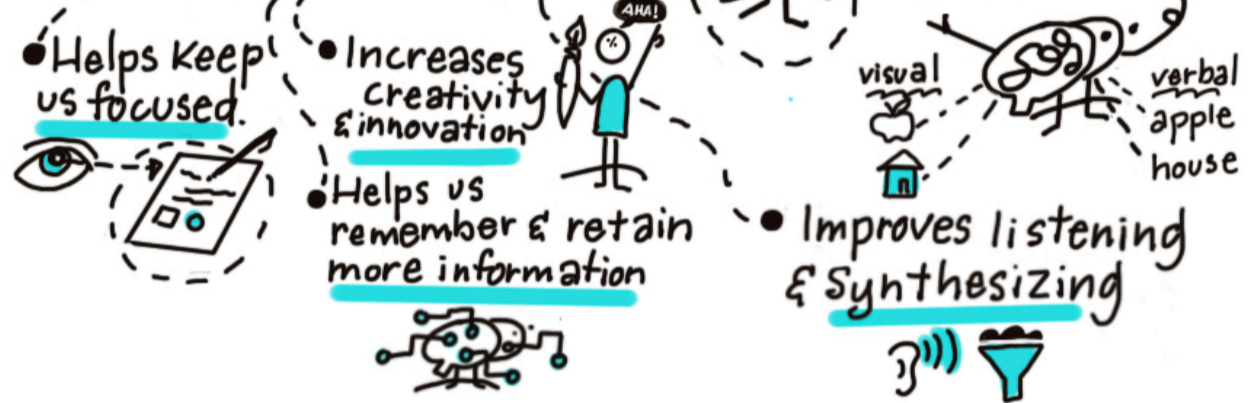 Helps keep
us focused.
Increases
creativity
& innovation
AHA!
Helps us
remember & retain
more information
visual
verbal
apple
house
Improves listening
& Synthesizing